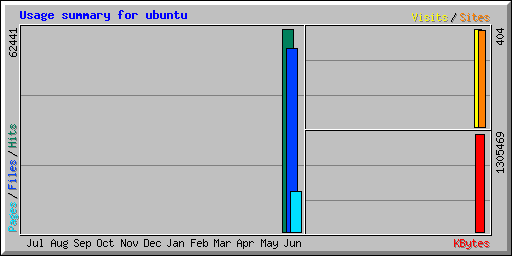 Usage summary for ubuntu
Visits / Sites
62441
404
Pages / Files / Hits
1305469
Jul Aug Sep Oct Nov Dec Jan Feb Mar Apr May Jun
KBytes